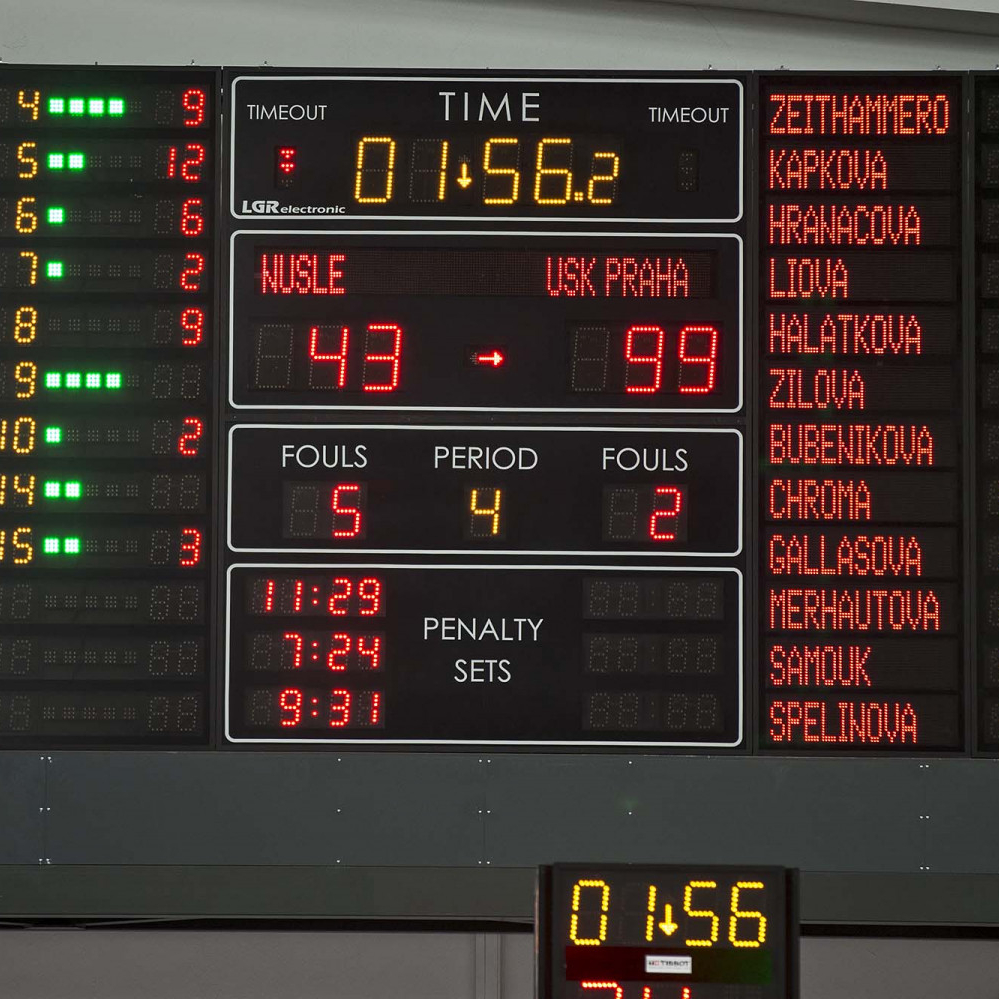 4 9
5 12
6 6
7 2
8 9
9
10 2
14
15 3
TIMEOUT TIME TIMEOUT
01:56.2
LGR electronic
NUSLE USK PRAHA
43 99
FOULS PERIOD FOULS
5 4 2
11:29
7:24
9:31
PENALTY
SETS
ZEITHAMMERO
KAPKOVA
HRANACOVA
LIOVA
HALATKOVA
ZILOVA
BUBENIKOVA
CHROMA
GALLASOVA
MERHAUTOVA
SAMOUK
SPELINOVA
01:56
TISSOT